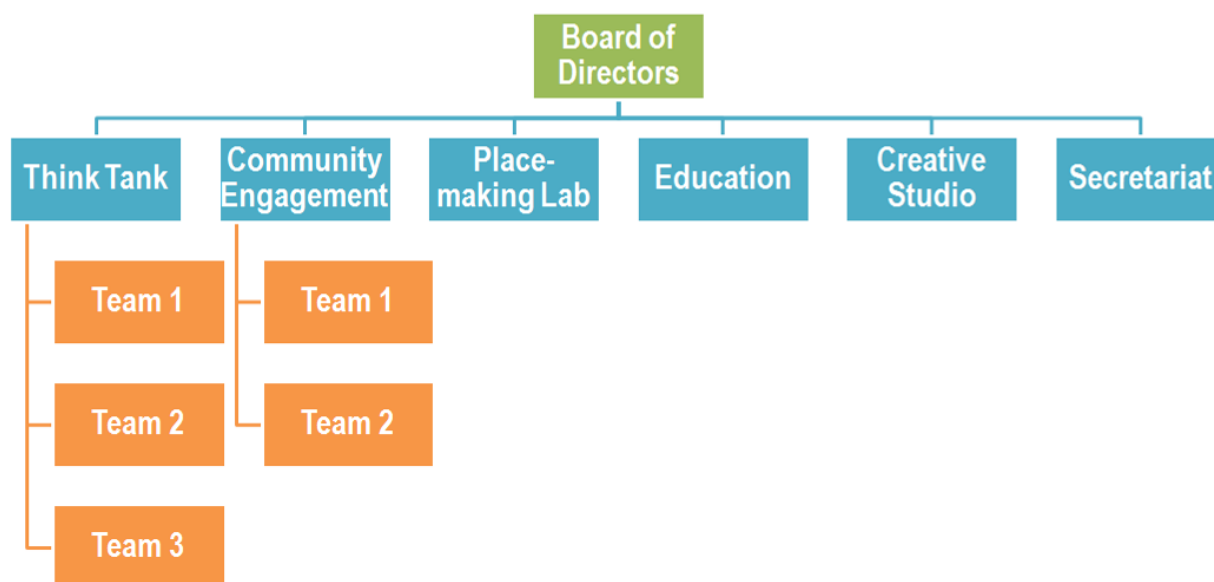 Board of
Directors
Think Tank
Community
Engagement
Place-
making Lab
Education
Creative
Studio
Secretariat
Team 1
Team 1
Team 2
Team 2
Team 3